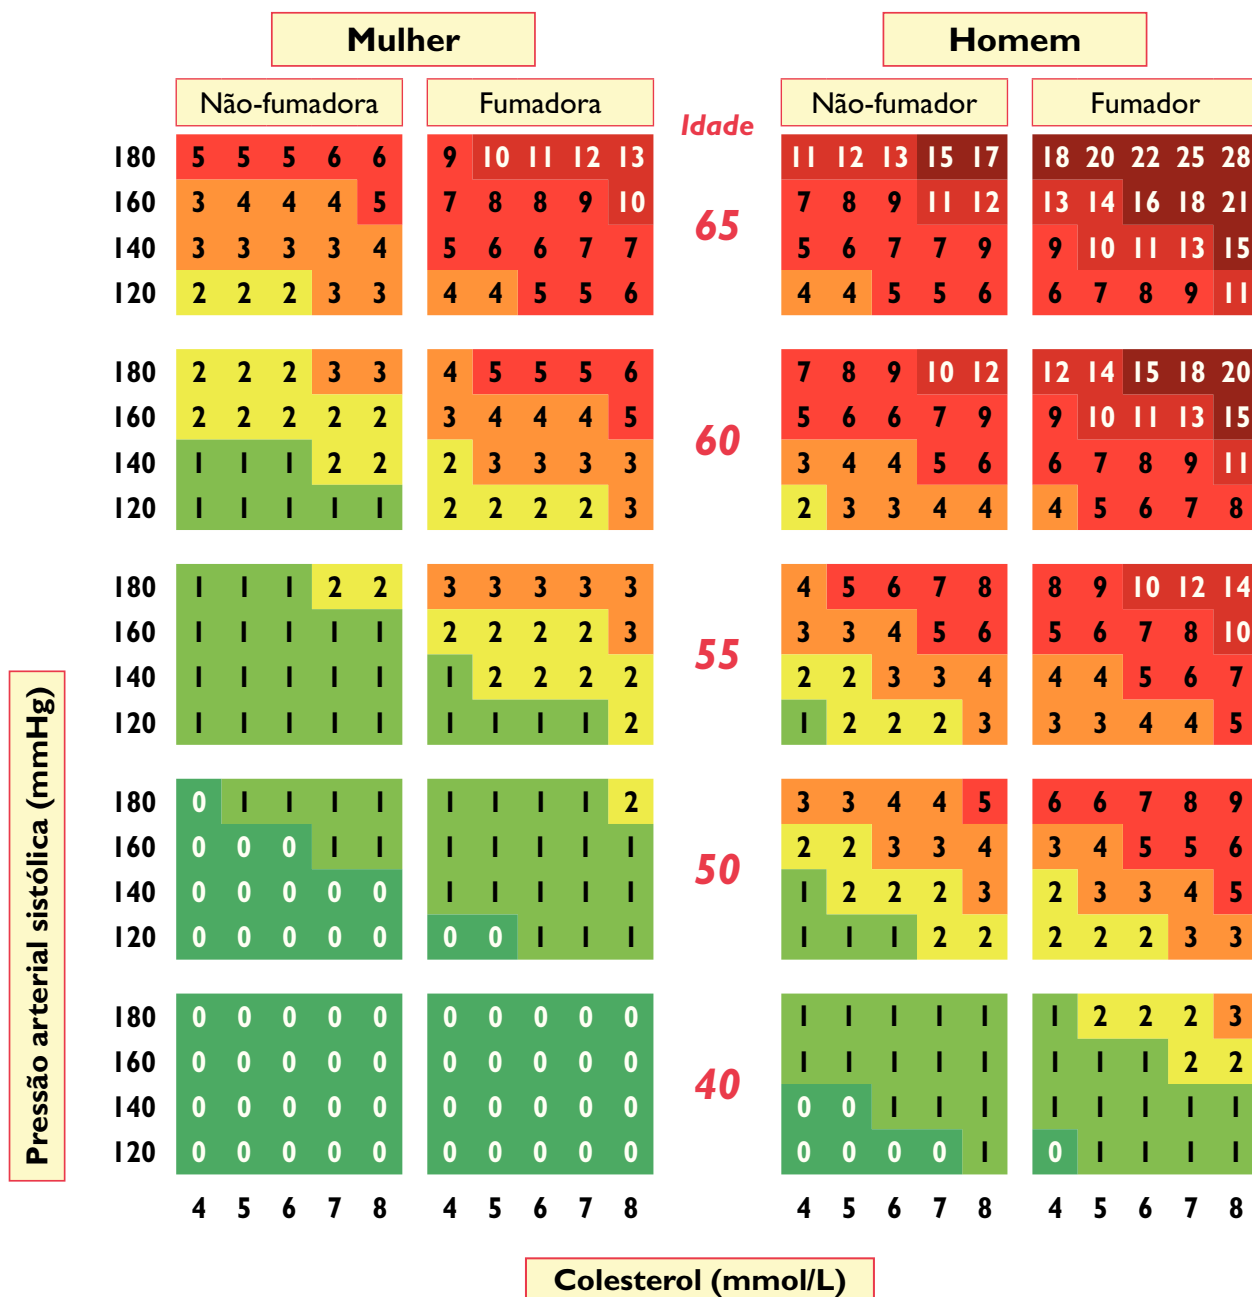 Mulher Homem
Não-fumadora Fumadora Não-fumador Fumador
Idade
180 5 5 5 6 6 9 10 11 12 13 11 12 13 15 17 18 20 22 25 28
160 3 4 4 4 5 7 8 8 9 10 7 8 9 11 12 13 14 16 18 21
65
140 3 3 3 3 4 5 6 6 7 7 5 6 7 7 9 9 10 11 13 15
120 2 2 2 3 3 4 4 5 5 6 4 4 5 5 6 6 7 8 9 11
180 2 2 2 3 3 4 5 5 5 6 7 8 9 10 12 12 14 15 18 20
160 2 2 2 2 2 3 4 4 4 5 5 6 6 7 9 9 10 11 13 15
60
140 1 1 1 2 2 2 3 3 3 3 3 4 4 5 6 6 7 8 9 11
120 1 1 1 1 1 2 2 2 2 3 2 3 3 4 4 4 5 6 7 8
180 1 1 1 2 2 3 3 3 3 3 4 5 6 7 8 8 9 10 12 14
160 1 1 1 1 1 2 2 2 2 3 3 3 4 5 6 5 6 7 8 10
55
140 1 1 1 1 1 1 2 2 2 2 2 2 3 3 4 4 4 5 6 7
120 1 1 1 1 1 1 1 1 1 2 1 2 2 2 3 3 3 4 4 5
180 0 1 1 1 1 1 1 1 1 2 3 3 4 4 5 6 6 7 8 9
160 0 0 0 1 1 1 1 1 1 1 2 2 3 3 4 3 4 5 5 6
50
140 0 0 0 0 0 1 1 1 1 1 1 2 2 2 3 2 3 3 4 5
120 0 0 0 0 0 0 0 1 1 1 1 1 1 2 2 2 2 2 3 3
180 0 0 0 0 0 0 0 0 0 0 1 1 1 1 1 1 2 2 2 3
160 0 0 0 0 0 0 0 0 0 0 1 1 1 1 1 1 1 1 2 2
40
140 0 0 0 0 0 0 0 0 0 0 0 0 1 1 1 1 1 1 1 1
120 0 0 0 0 0 0 0 0 0 0 0 0 0 0 1 0 1 1 1 1
4 5 6 7 8 4 5 6 7 8 4 5 6 7 8 4 5 6 7 8
Pressão arterial sistólica (mmHg)
Colesterol (mmol/L)